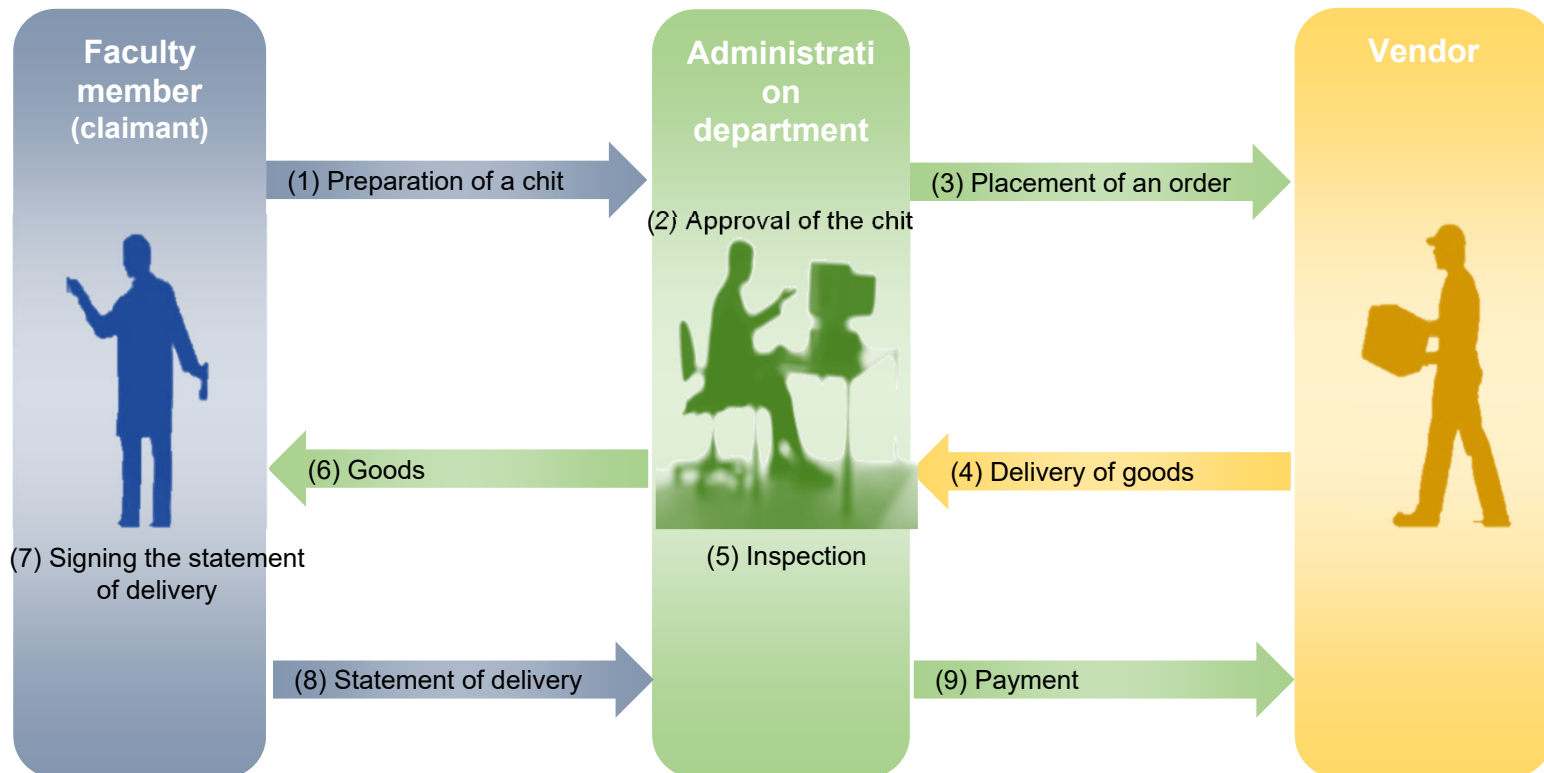 Faculty
member
(claimant)
Administrati
on
department
Vendor
(1) Preparation of a chit
(3) Placement of an order
(2) Approval of the chit
(6) Goods
(4) Delivery of goods
(7) Signing the statement
of delivery
(5) Inspection
(8) Statement of delivery
(9) Payment